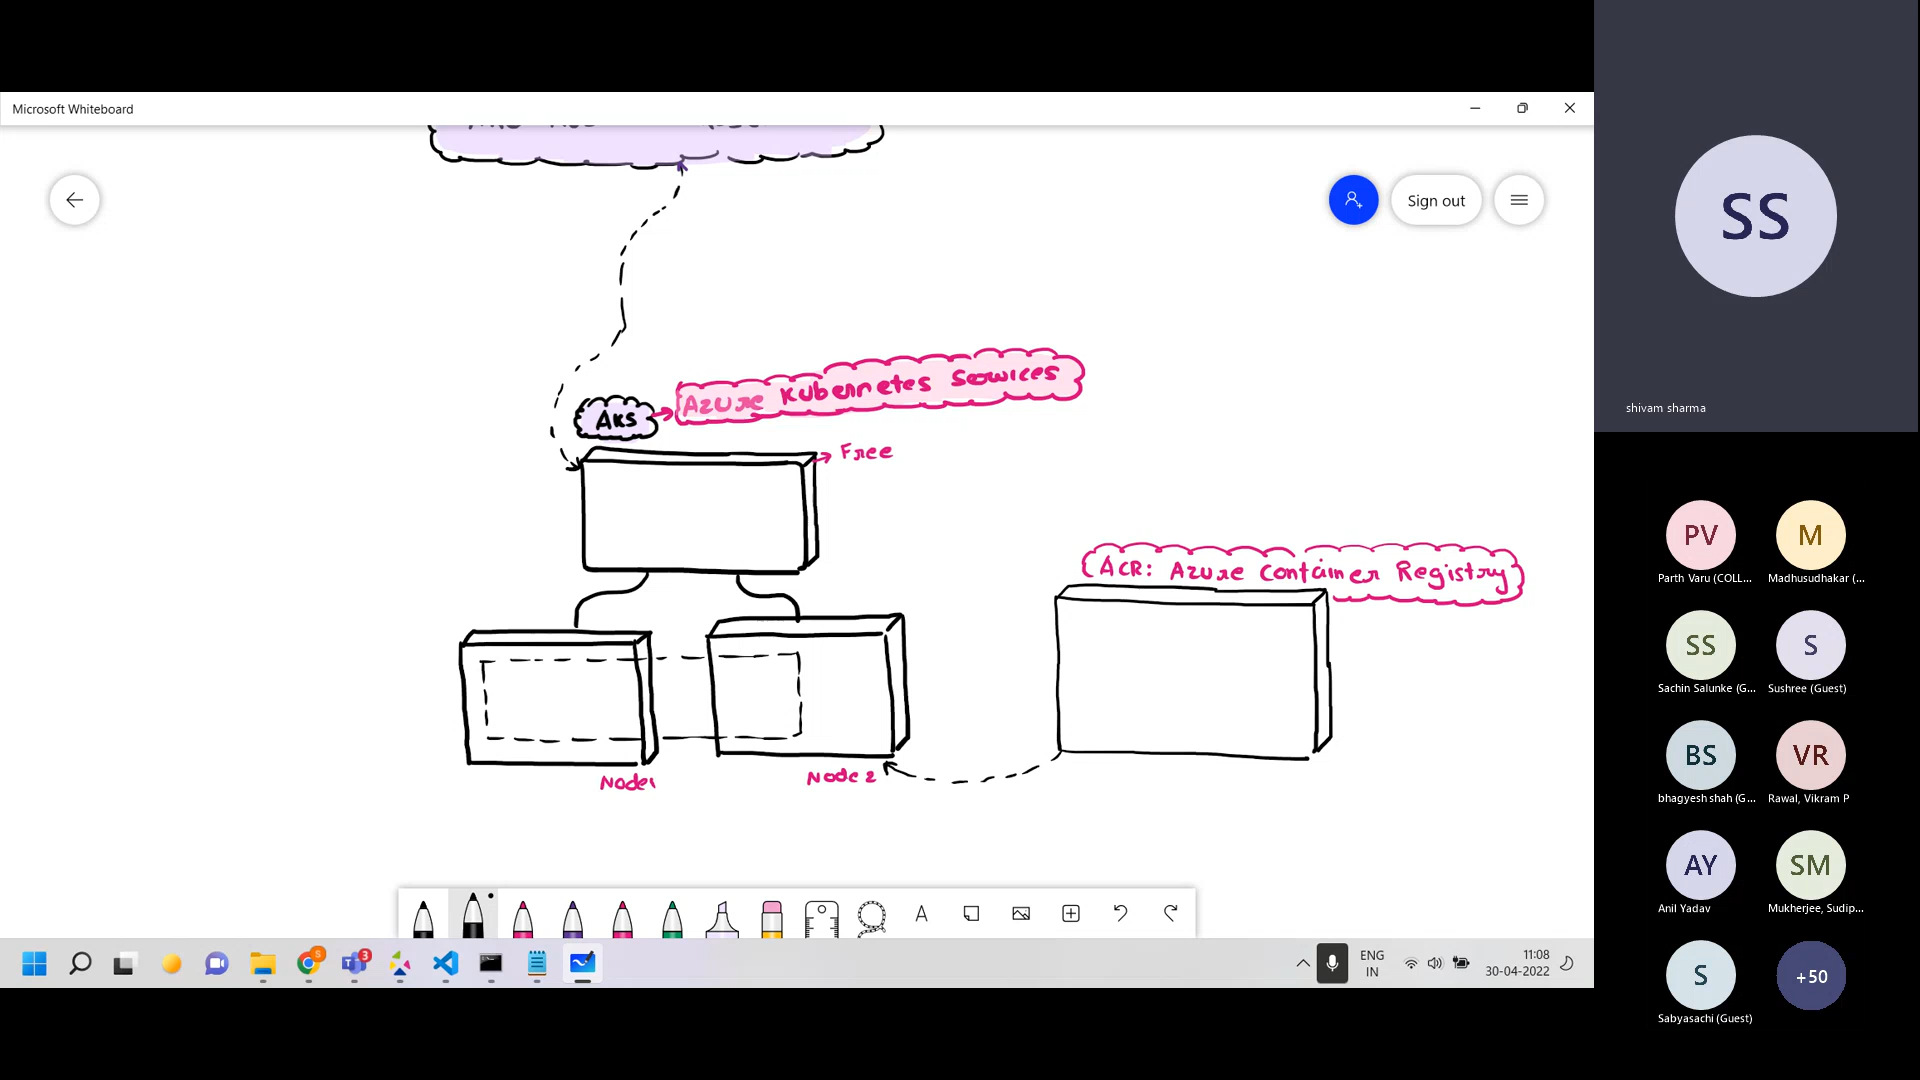 Microsoft Whiteboard
Sign out
SS
shivam sharma
AKS
Azure Kubernetes Services
Free
ACR: Azure Container Registry
Node1
Node 2
PV
M
Parth Varu (COLL...
Madhusudhakar (...
SS
S
Sachin Salunke (G...
Sushree (Guest)
BS
VR
bhagyesh shah (G...
Rawal, Vikram P
AY
SM
Anil Yadav
Mukherjee, Sudip...
S
+50
Sabyasachi (Guest)
A
S
3
ENG
IN
11:08
30-04-2022